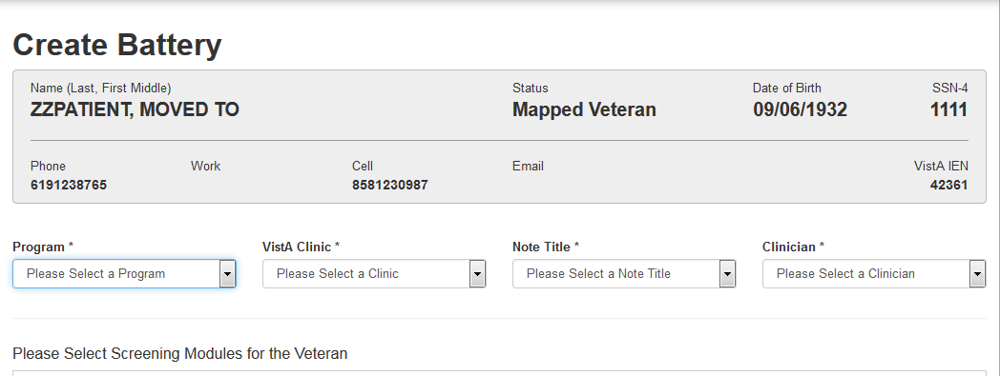 Create Battery
Name (Last, First Middle) Status Date of Birth SSN-4
ZZPATIENT, MOVED TO Mapped Veteran 09/06/1932 1111
Phone Work Cell Email VistA IEN
6191238765 8581230987 42361
Program * VistA Clinic * Note Title * Clinician *
Please Select a Program Please Select a Clinic Please Select a Note Title Please Select a Clinician
Please Select Screening Modules for the Veteran